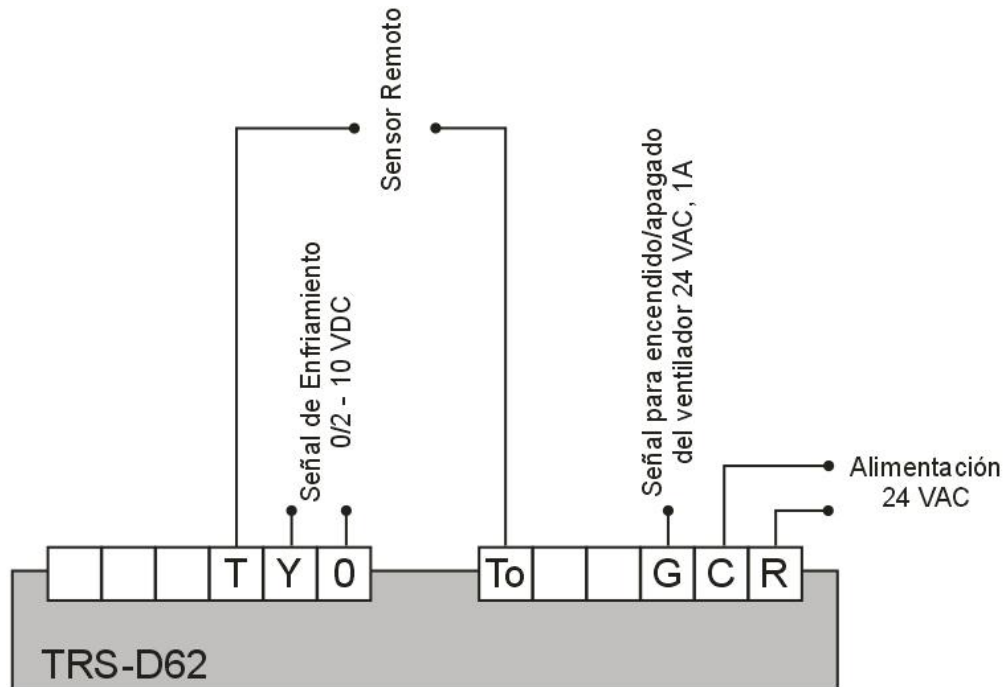 Sensor Remoto
Señal de Enfriamiento
0/2 - 10 VDC
Señal para encendido/apagado
del ventilador 24 VAC, 1A
Alimentación
24 VAC
T Y 0 To G C R
TRS-D62